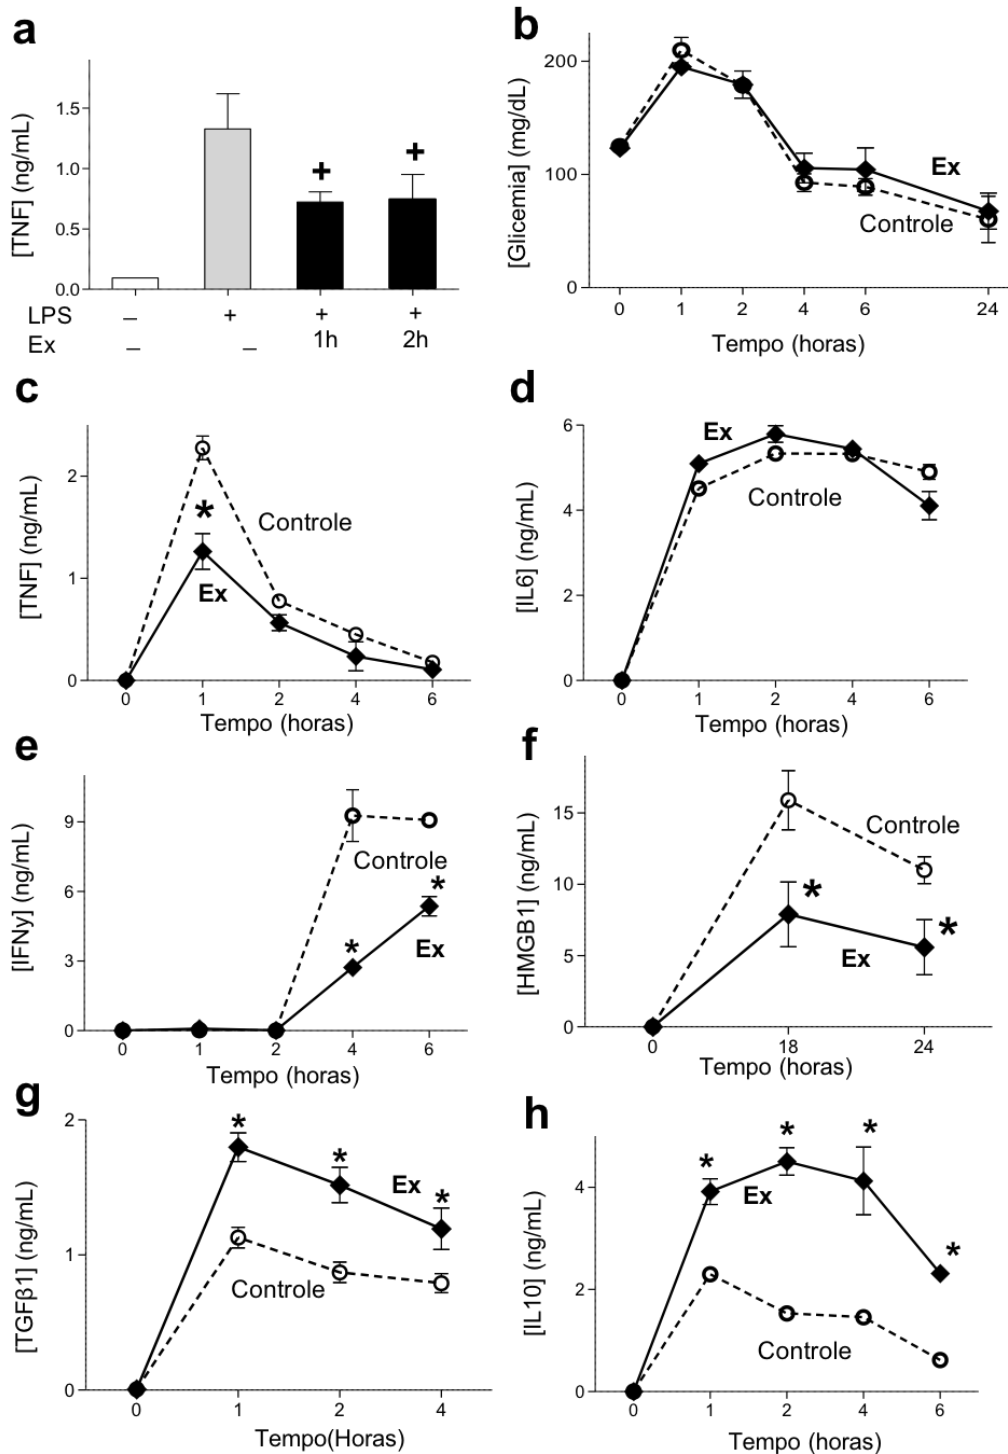 a
[TNF] (ng/mL)
1.5
1.0
0.5
0.0
+ +
LPS – + + +
Ex – – 1h 2h
b
[Glicemia] (mg/dL)
200
100
0
Ex
Controle
0 1 2 4 6 24
Tempo (horas)
c
[TNF] (ng/mL)
2
1
0
*
Controle
Ex
0 1 2 4 6
Tempo (horas)
d
[IL6] (ng/mL)
6
4
2
0
Ex
Controle
0 1 2 4 6
Tempo (horas)
e
[IFNy] (ng/mL)
9
6
3
0
Controle
*
*
Ex
0 1 2 4 6
Tempo (horas)
f
[HMGB1] (ng/mL)
15
10
5
0
Controle
*
*
Ex
0 18 24
Tempo (horas)
g
[TGFβ1] (ng/mL)
2
1
0
*
*
Ex
*
Controle
0 1 2 4
Tempo(Horas)
h
[IL10] (ng/mL)
4
2
0
* * *
Ex
*
Controle
0 1 2 4 6
Tempo (horas)